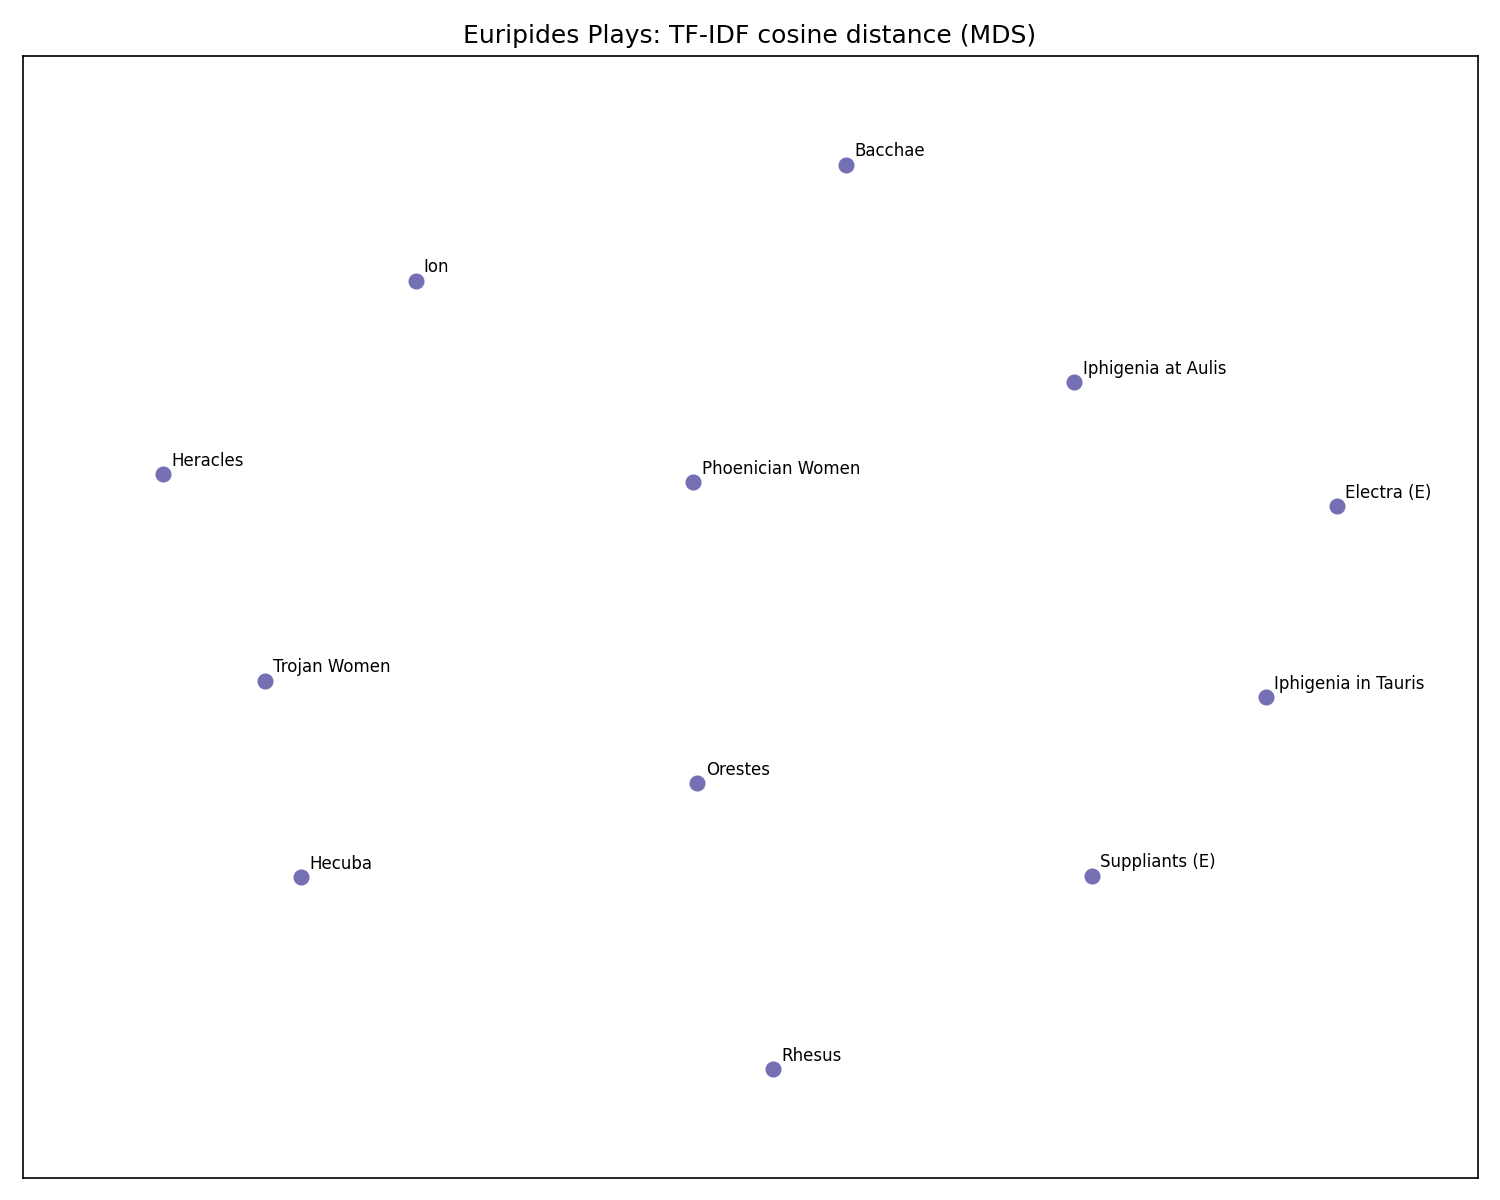 Euripides Plays: TF-IDF cosine distance (MDS)
Bacchae
Ion
Iphigenia at Aulis
Heracles
Phoenician Women
Electra (E)
Trojan Women
Iphigenia in Tauris
Orestes
Hecuba
Suppliants (E)
Rhesus